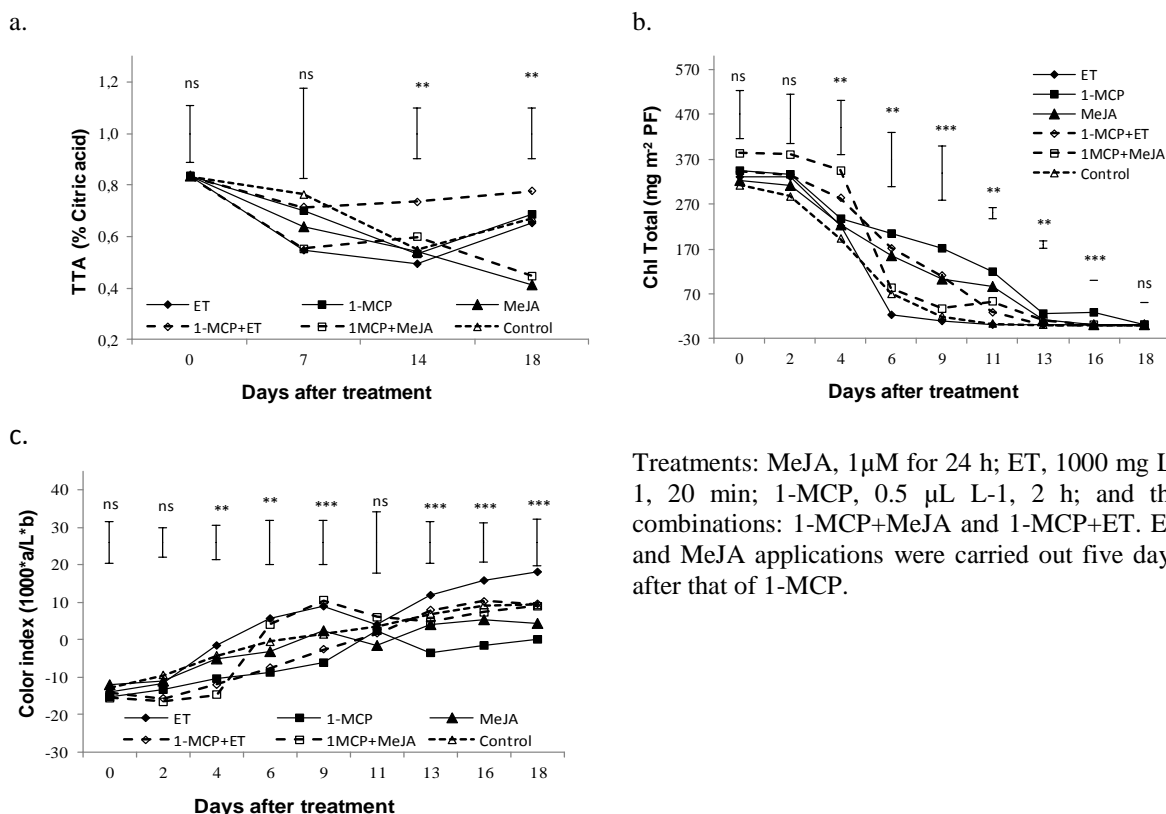 a.
TTA (% Citric acid)
1,2
1,0
0,8
0,6
0,4
0,2
ns
ns
**
**
ET
1-MCP
MeJA
1-MCP+ET
1MCP+MeJA
Control
0 7 14 18
Days after treatment
b.
Chl Total (mg m-2 PF)
570
470
370
270
170
70
-30
ns
ns
**
**
***
**
**
***
ns
ET
1-MCP
MeJA
1-MCP+ET
1MCP+MeJA
Control
0 2 4 6 9 11 13 16 18
Days after treatment
c.
Color index (1000*a/L*b)
40
30
20
10
0
-10
-20
-30
ns
ns
**
**
***
ns
***
***
***
ET
1-MCP
MeJA
1-MCP+ET
1MCP+MeJA
Control
0 2 4 6 9 11 13 16 18
Days after treatment
Treatments: MeJA, 1µM for 24 h; ET, 1000 mg L
1, 20 min; 1-MCP, 0.5 µL L-1, 2 h; and th
combinations: 1-MCP+MeJA and 1-MCP+ET. E
and MeJA applications were carried out five day
after that of 1-MCP.